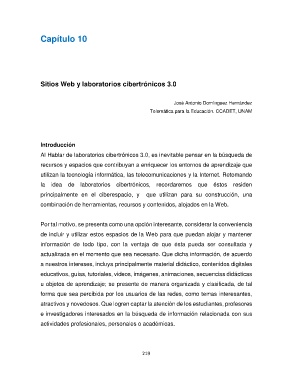 Capítulo 10
Sitios Web y laboratorios cibertrónicos 3.0
José Antonio Domínguez Hernández
Telemática para la Educación. CCADET, UNAM
Introducción
Al Hablar de laboratorios cibertrónicos 3.0, es inevitable pensar en la búsqueda de
recursos y espacios que contribuyan a enriquecer los entornos de aprendizaje que
utilizan la tecnología informática, las telecomunicaciones y la Internet. Retomando
la idea de laboratorios cibertrónicos, recordaremos que éstos residen
principalmente en el ciberespacio, y que utilizan para su construcción, una
combinación de herramientas, recursos y contenidos, alojados en la Web.
Por tal motivo, se presenta como una opción interesante, considerar la conveniencia
de incluir y utilizar estos espacios de la Web para que puedan alojar y mantener
información de todo tipo, con la ventaja de que ésta pueda ser consultada y
actualizada en el momento que sea necesario. Que dicha información, de acuerdo
a nuestros intereses, incluya principalmente material didáctico, contenidos digitales
educativos, guías, tutoriales, videos, imágenes, animaciones, secuencias didácticas
u objetos de aprendizaje; se presente de manera organizada y clasificada, de tal
forma que sea percibida por los usuarios de las redes, como temas interesantes,
atractivos y novedosos. Que logren captar la atención de los estudiantes, profesores
e investigadores interesados en la búsqueda de información relacionada con sus
actividades profesionales, personales o académicas.
219